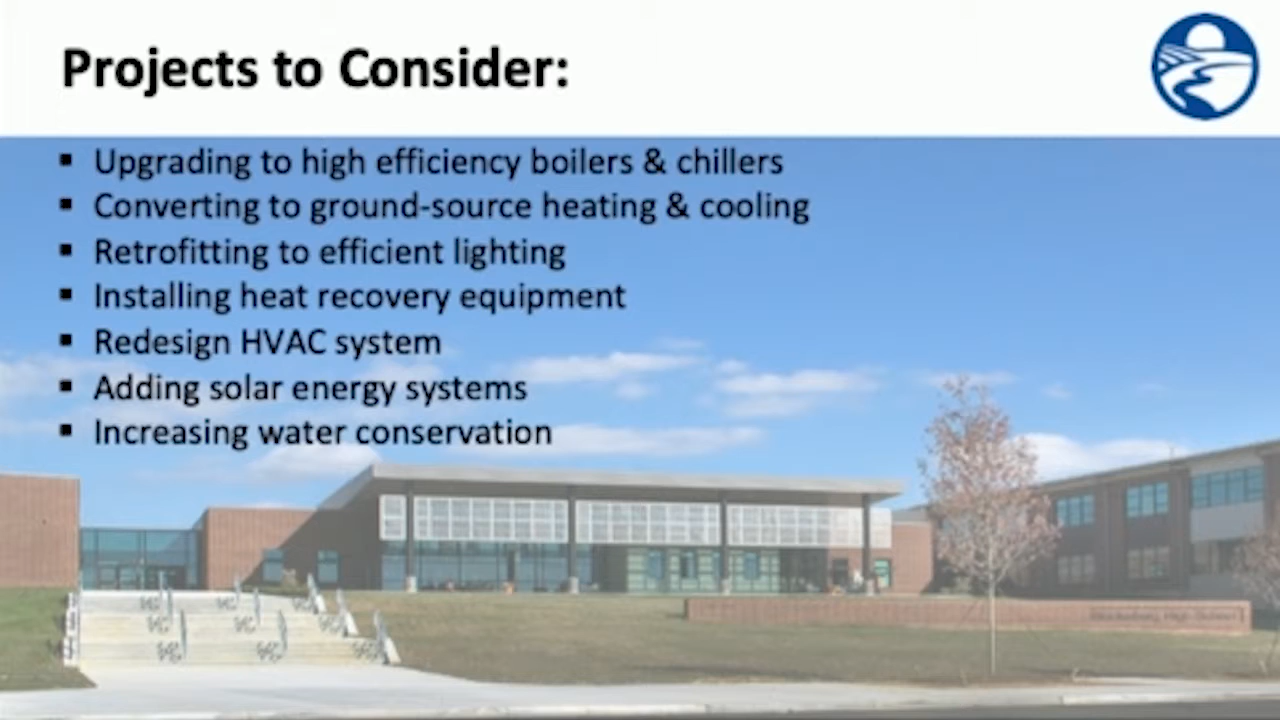 Projects to Consider:
▪ Upgrading to high efficiency boilers & chillers
▪ Converting to ground-source heating & cooling
▪ Retrofitting to efficient lighting
▪ Installing heat recovery equipment
▪ Redesign HVAC system
▪ Adding solar energy systems
▪ Increasing water conservation